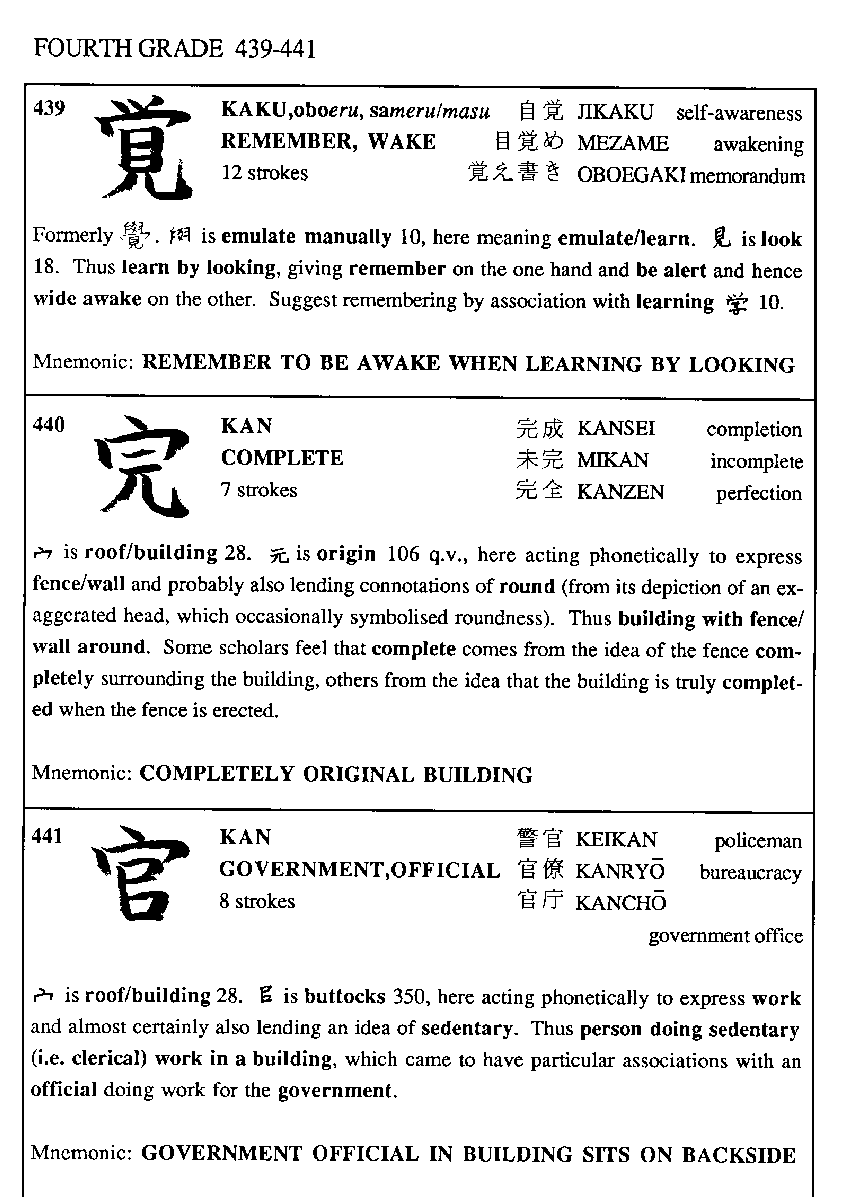 FOURTH GRADE 439-441
439 覚 KAKU,oboeru, sameru/masu 自覚 JIKAKU self-awareness
REMEMBER, WAKE 目覚め MEZAME awakening
12 strokes 覚え書き OBOEGAKI memorandum
Formerly 覺. is emulate manually 10, here meaning emulate/learn. 見 is look
18. Thus learn by looking, giving remember on the one hand and be alert and hence
wide awake on the other. Suggest remembering by association with learning 学 10.
Mnemonic: REMEMBER TO BE AWAKE WHEN LEARNING BY LOOKING
440 完 KAN 完成 KANSEI completion
COMPLETE 未完 MIKAN incomplete
7 strokes 完全 KANZEN perfection
宀 is roof/building 28. 元 is origin 106 q.v., here acting phonetically to express
fence/wall and probably also lending connotations of round (from its depiction of an ex-
aggerated head, which occasionally symbolised roundness). Thus building with fence/
wall around. Some scholars feel that complete comes from the idea of the fence com-
pletely surrounding the building, others from the idea that the building is truly complet-
ed when the fence is erected.
Mnemonic: COMPLETELY ORIGINAL BUILDING
441 官 KAN 警官 KEIKAN policeman
GOVERNMENT,OFFICIAL 官僚 KANRYŌ bureaucracy
8 strokes 官庁 KANCHŌ
government office
宀 is roof/building 28. 㠯 is buttocks 350, here acting phonetically to express work
and almost certainly also lending an idea of sedentary. Thus person doing sedentary
(i.e. clerical) work in a building, which came to have particular associations with an
official doing work for the government.
Mnemonic: GOVERNMENT OFFICIAL IN BUILDING SITS ON BACKSIDE